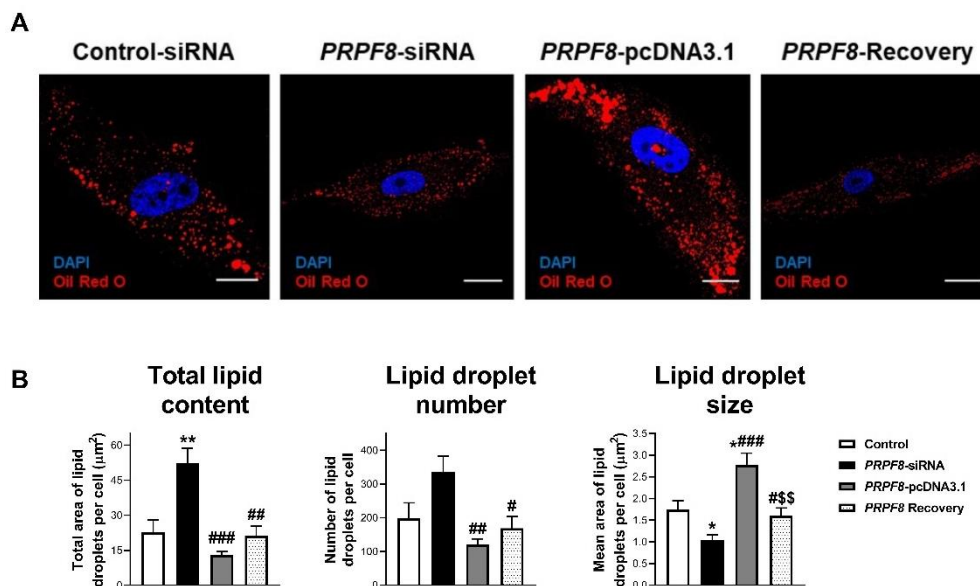 A
Control-siRNA
PRPF8-siRNA
PRPF8-pcDNA3.1
PRPF8-Recovery
DAPI
Oil Red O
DAPI
Oil Red O
DAPI
Oil Red O
DAPI
Oil Red O
B
Total lipid
content
Total area of lipid
droplets per cell (µm²)
60
45
30
15
0
**
###
##
Lipid droplet
number
Number of lipid
droplets per cell
400
300
200
100
0
##
#
Lipid droplet
size
Mean area of lipid
droplets per cell (µm²)
3.5
3.0
2.5
2.0
1.5
1.0
0.5
0.0
*
*###
#$$
Control
PRPF8-siRNA
PRPF8-pcDNA3.1
PRPF8 Recovery